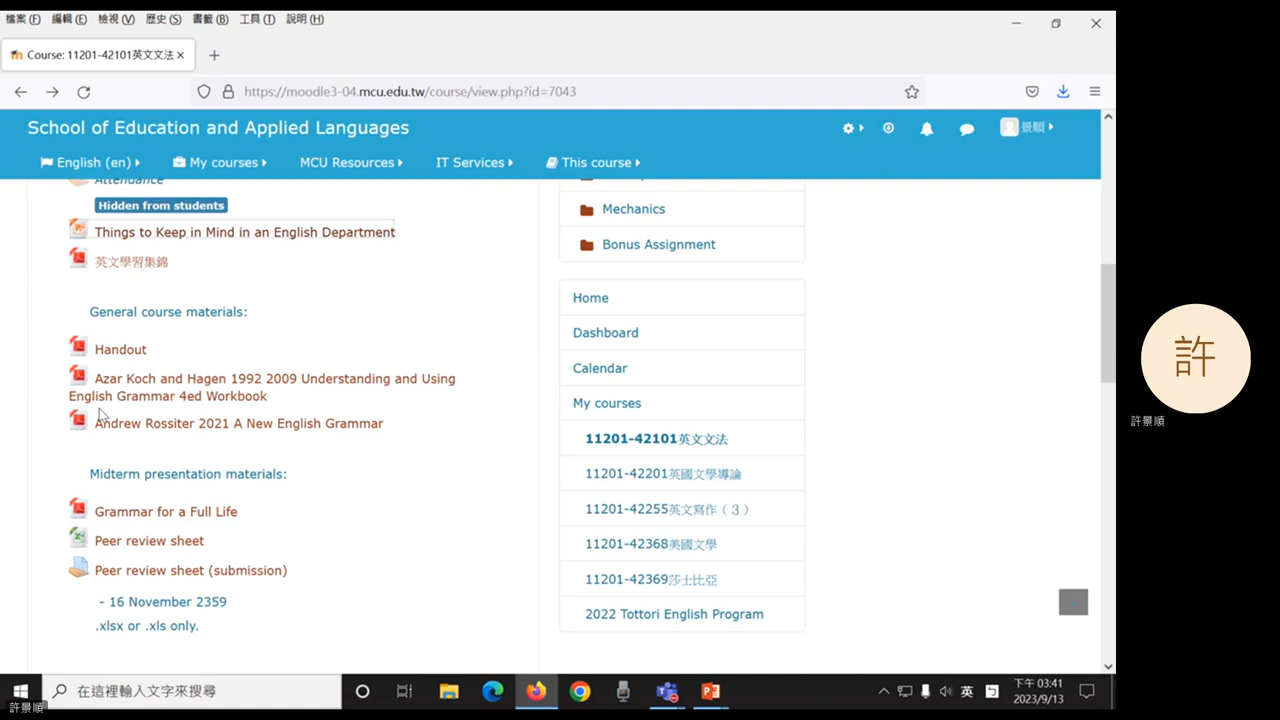 檔案(F) 編輯(E) 檢視(V) 歷史(S) 書籤(B) 工具(T) 說明(H)
Course: 11201-42101英文文法
https://moodle3-04.mcu.edu.tw/course/view.php?id=7043
School of Education and Applied Languages
景順
English (en) My courses MCU Resources IT Services This course
Attendance
Hidden from students
Things to Keep in Mind in an English Department
英文學習集錦
General course materials:
Handout
Azar Koch and Hagen 1992 2009 Understanding and Using
English Grammar 4ed Workbook
Andrew Rossiter 2021 A New English Grammar
Midterm presentation materials:
Grammar for a Full Life
Peer review sheet
Peer review sheet (submission)
- 16 November 2359
.xlsx or .xls only.
Mechanics
Bonus Assignment
Home
Dashboard
Calendar
My courses
11201-42101英文文法
11201-42201英國文學導論
11201-42255英文寫作（3）
11201-42368美國文學
11201-42369莎士比亞
2022 Tottori English Program
許
許景順
在這裡輸入文字來搜尋
英
下午 03:41
2023/9/13
許景順